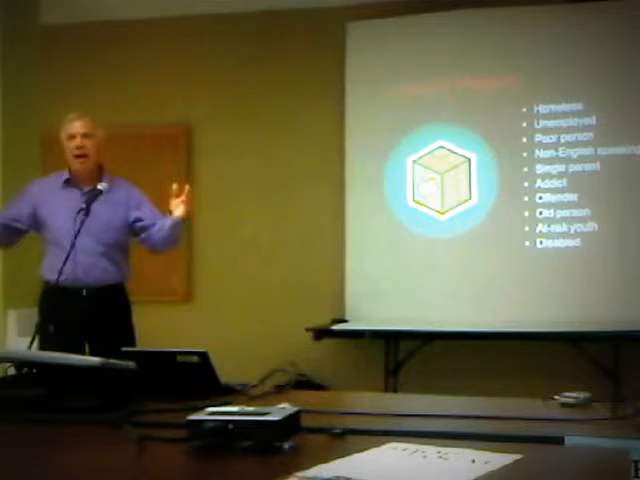 Homeless
Unemployed
Poor person
Non-English speaking
Single parent
Addict
Offender
Old person
At-risk youth
Disabled